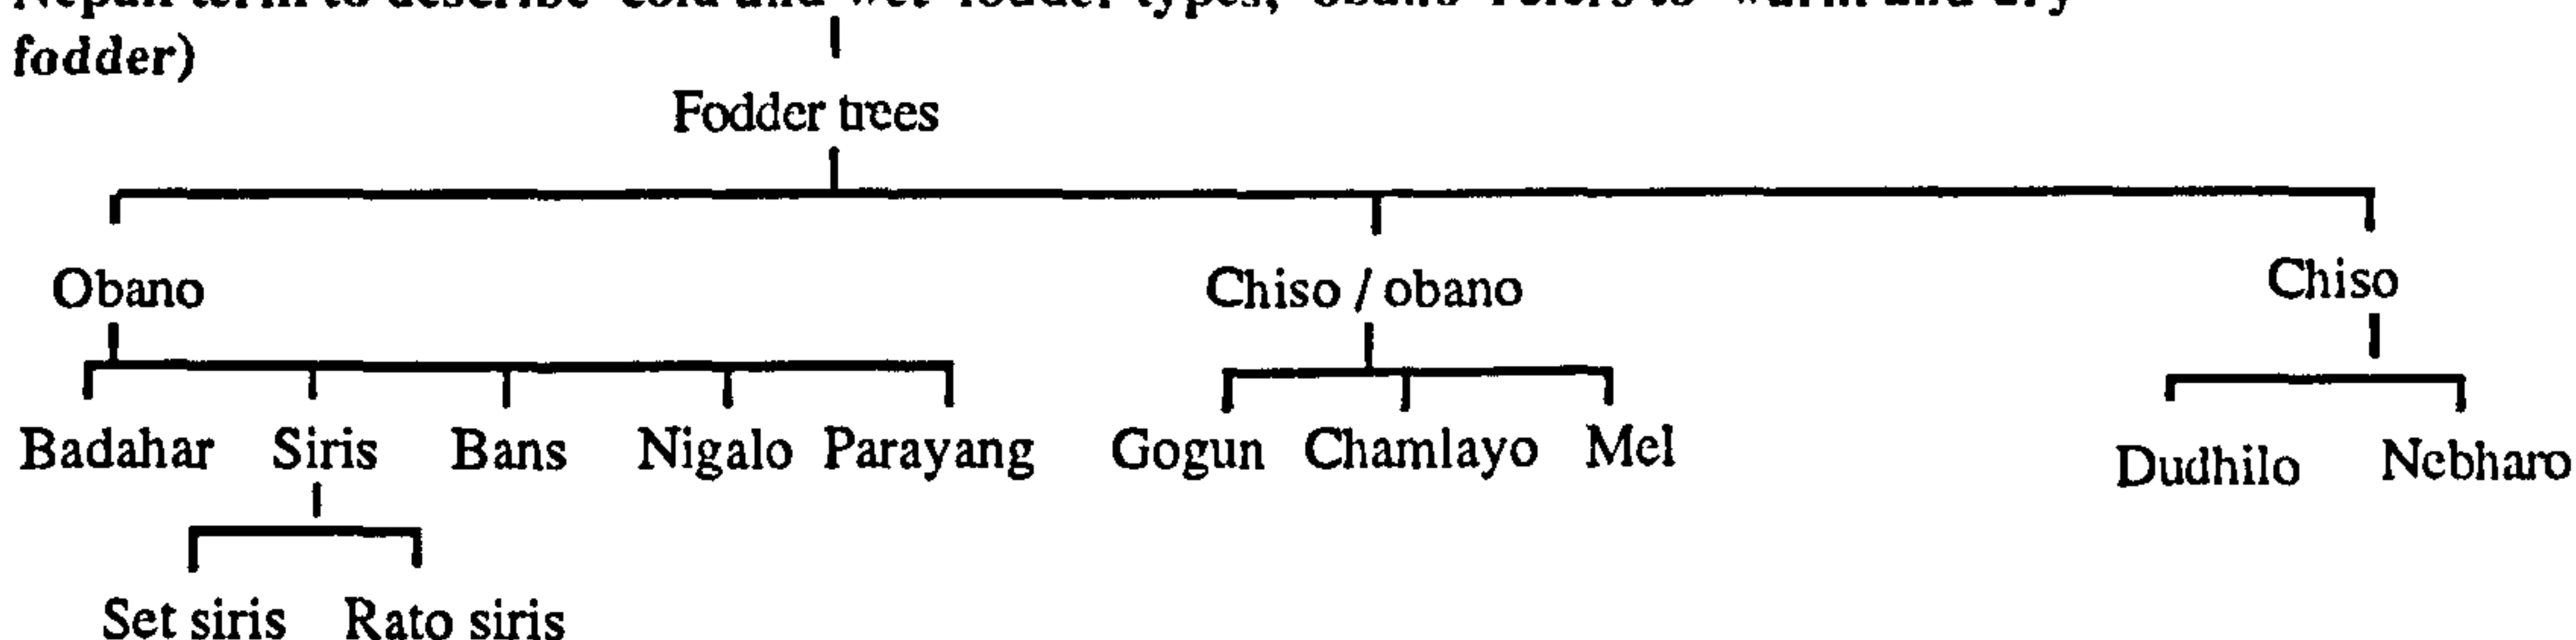 fodder)
Fodder trees
Obano Chiso / obano Chiso
Badahar Siris Bans Nigalo Parayang Gogun Chamlayo Mel Dudhilo Nebharo
Set siris Rato siris